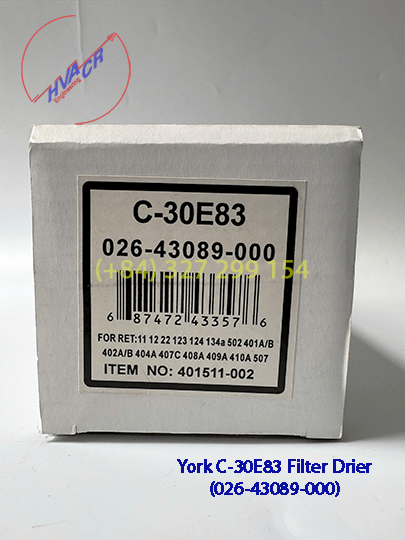 HVACR
Engineering
C-30E83
026-43089-000
(+84) 327 299 154
6 87472 43357 6
FOR RET:11 12 22 123 124 134a 502 401A/B
402A/B 404A 407C 408A 409A 410A 507
ITEM NO: 401511-002
York C-30E83 Filter Drier
(026-43089-000)